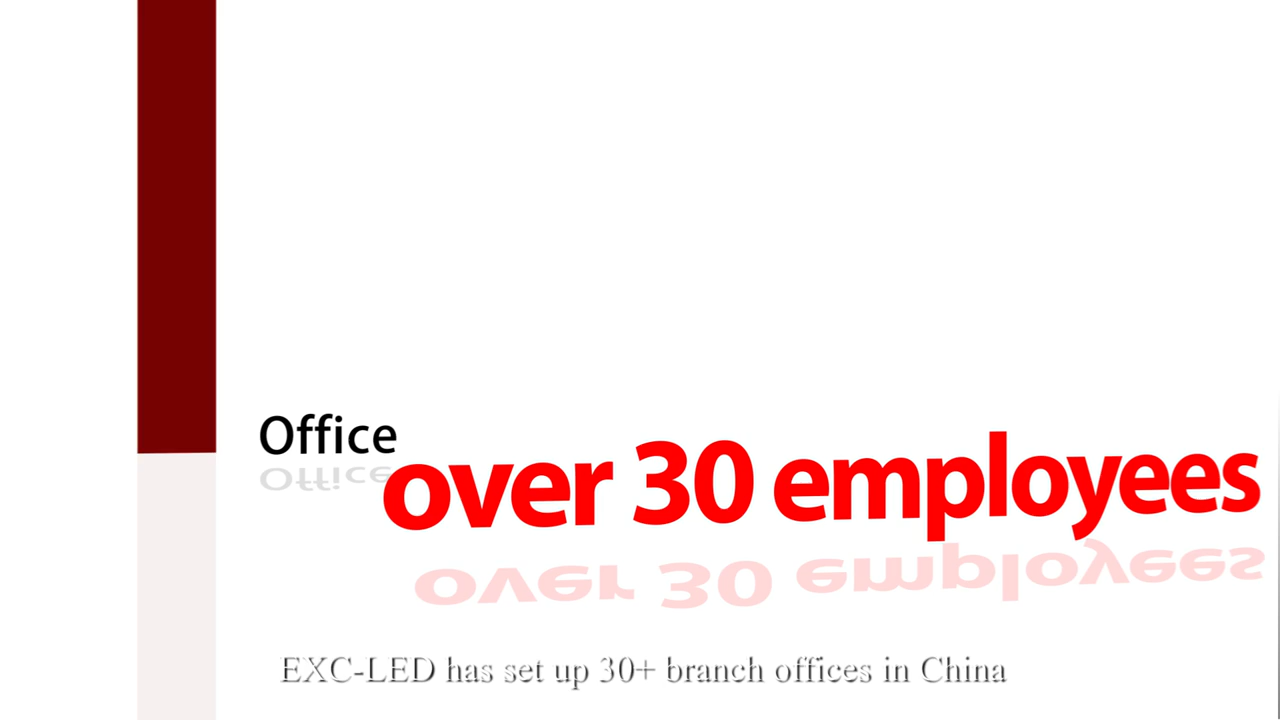 Office
over 30 employees
EXC-LED has set up 30+ branch offices in China